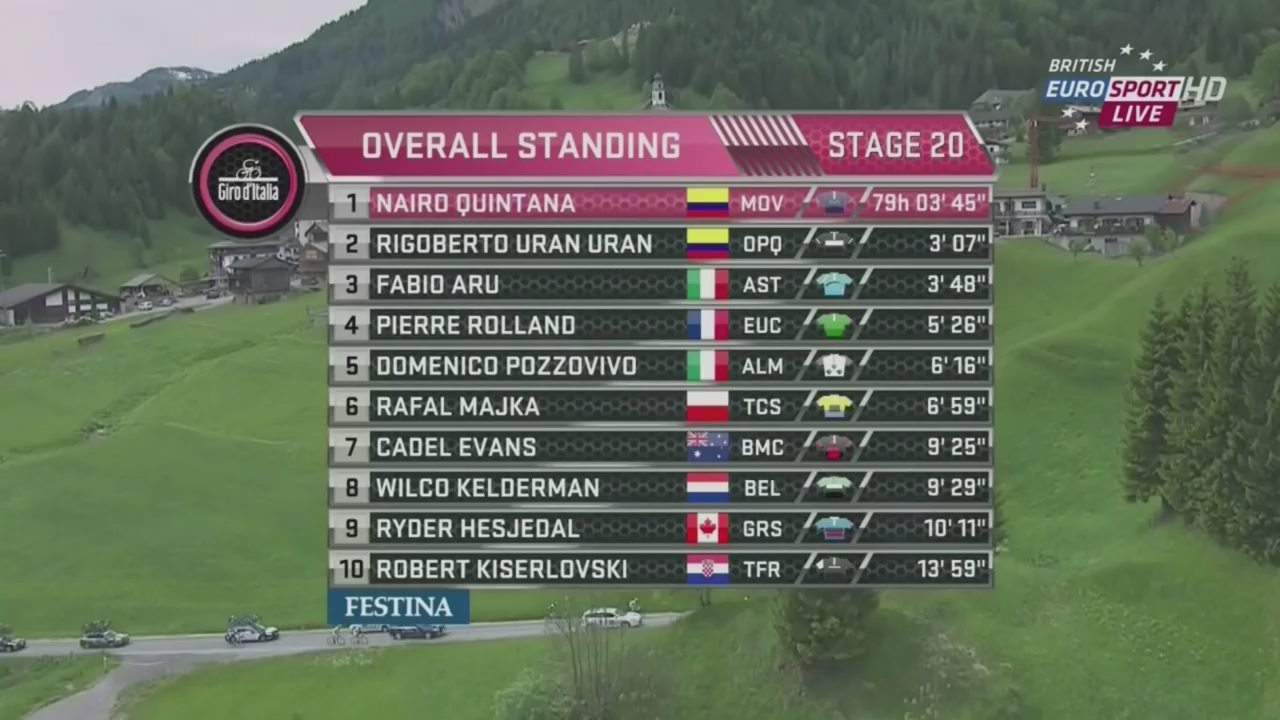 BRITISH
EUROSPORT HD
LIVE
OVERALL STANDING STAGE 20
Giro d'Italia
1 NAIRO QUINTANA MOV 79h 03' 45"
2 RIGOBERTO URAN URAN OPQ 3' 07"
3 FABIO ARU AST 3' 48"
4 PIERRE ROLLAND EUC 5' 26"
5 DOMENICO POZZOVIVO ALM 6' 16"
6 RAFAL MAJKA TCS 6' 59"
7 CADEL EVANS BMC 9' 25"
8 WILCO KELDERMAN BEL 9' 29"
9 RYDER HESJEDAL GRS 10' 11"
10 ROBERT KISERLOVSKI TFR 13' 59"
FESTINA